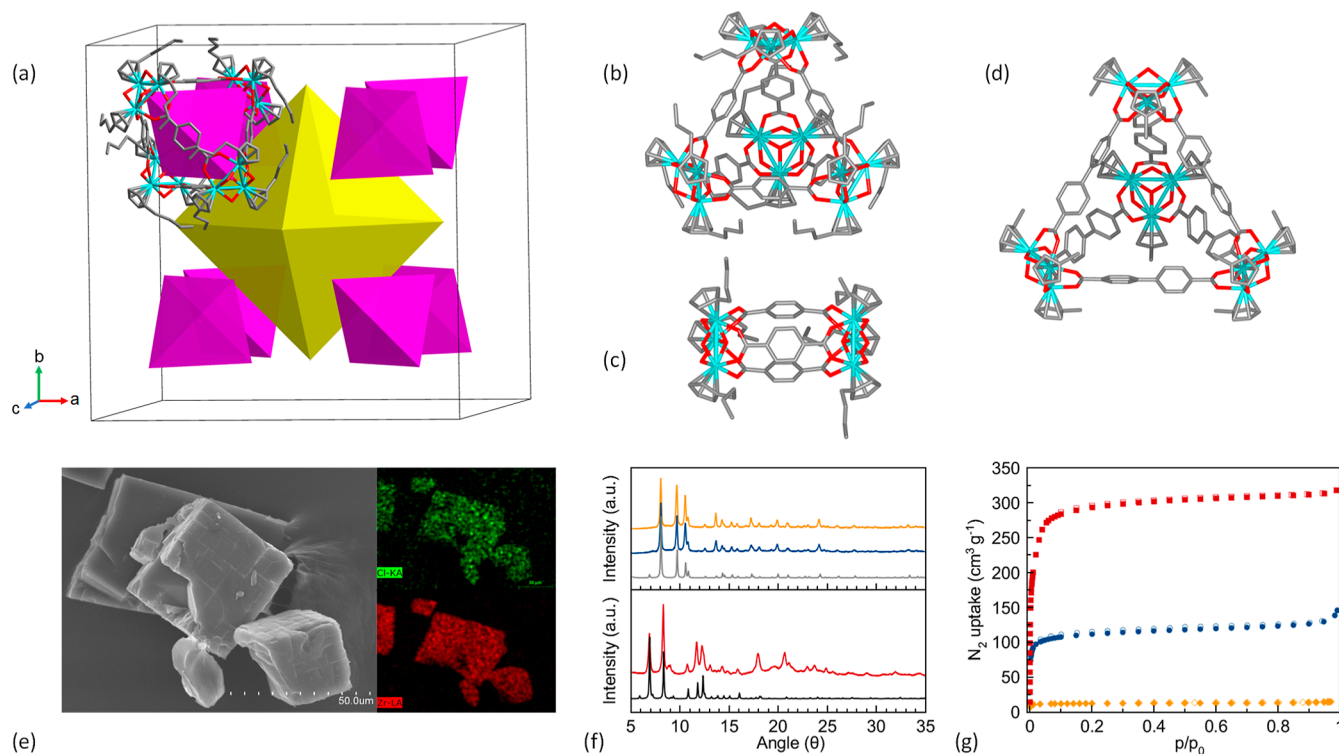 (a)
b
c
a
(b)
(c)
(d)
Cl-KA
Zr-LA
50.0um
(e)
Intensity (a.u.)
Intensity (a.u.)
5 10 15 20 25 30 35
Angle (θ)
(f)
N2 uptake (cm3 g-1)
350
300
250
200
150
100
50
0
0 0.2 0.4 0.6 0.8 1
p/p0
(g)